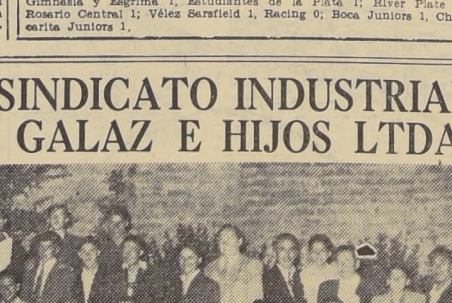 Gimnasia y Esgrima 1, Estudiantes de la Plata 1; River Plate
Rosario Central 1; Vélez Sarsfield 1, Racing 0; Boca Juniors 1, Ch
carita Juniors 1.
SINDICATO INDUSTRIA
GALAZ E HIJOS LTDA